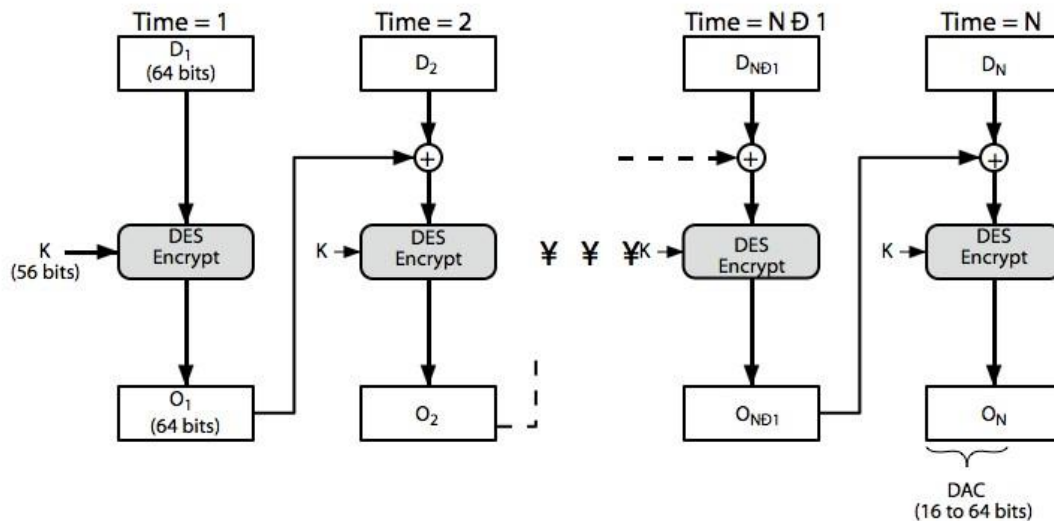 Time = 1
Time = 2
Time = N Ð 1
Time = N
D1
(64 bits)
D2
DNÐ1
DN
+
+
+
K
(56 bits)
DES
Encrypt
K
DES
Encrypt
¥ ¥ ¥
K
DES
Encrypt
K
DES
Encrypt
O1
(64 bits)
O2
ONÐ1
ON
DAC
(16 to 64 bits)